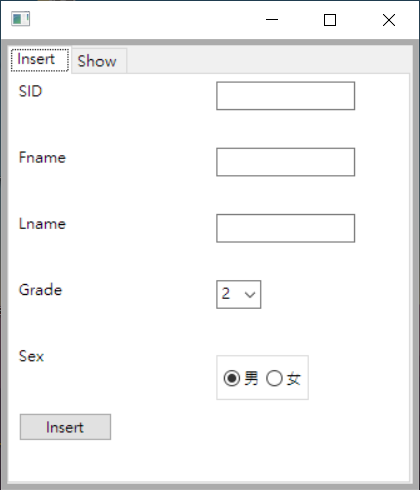 Insert Show
SID
Fname
Lname
Grade 2
Sex 男 女
Insert